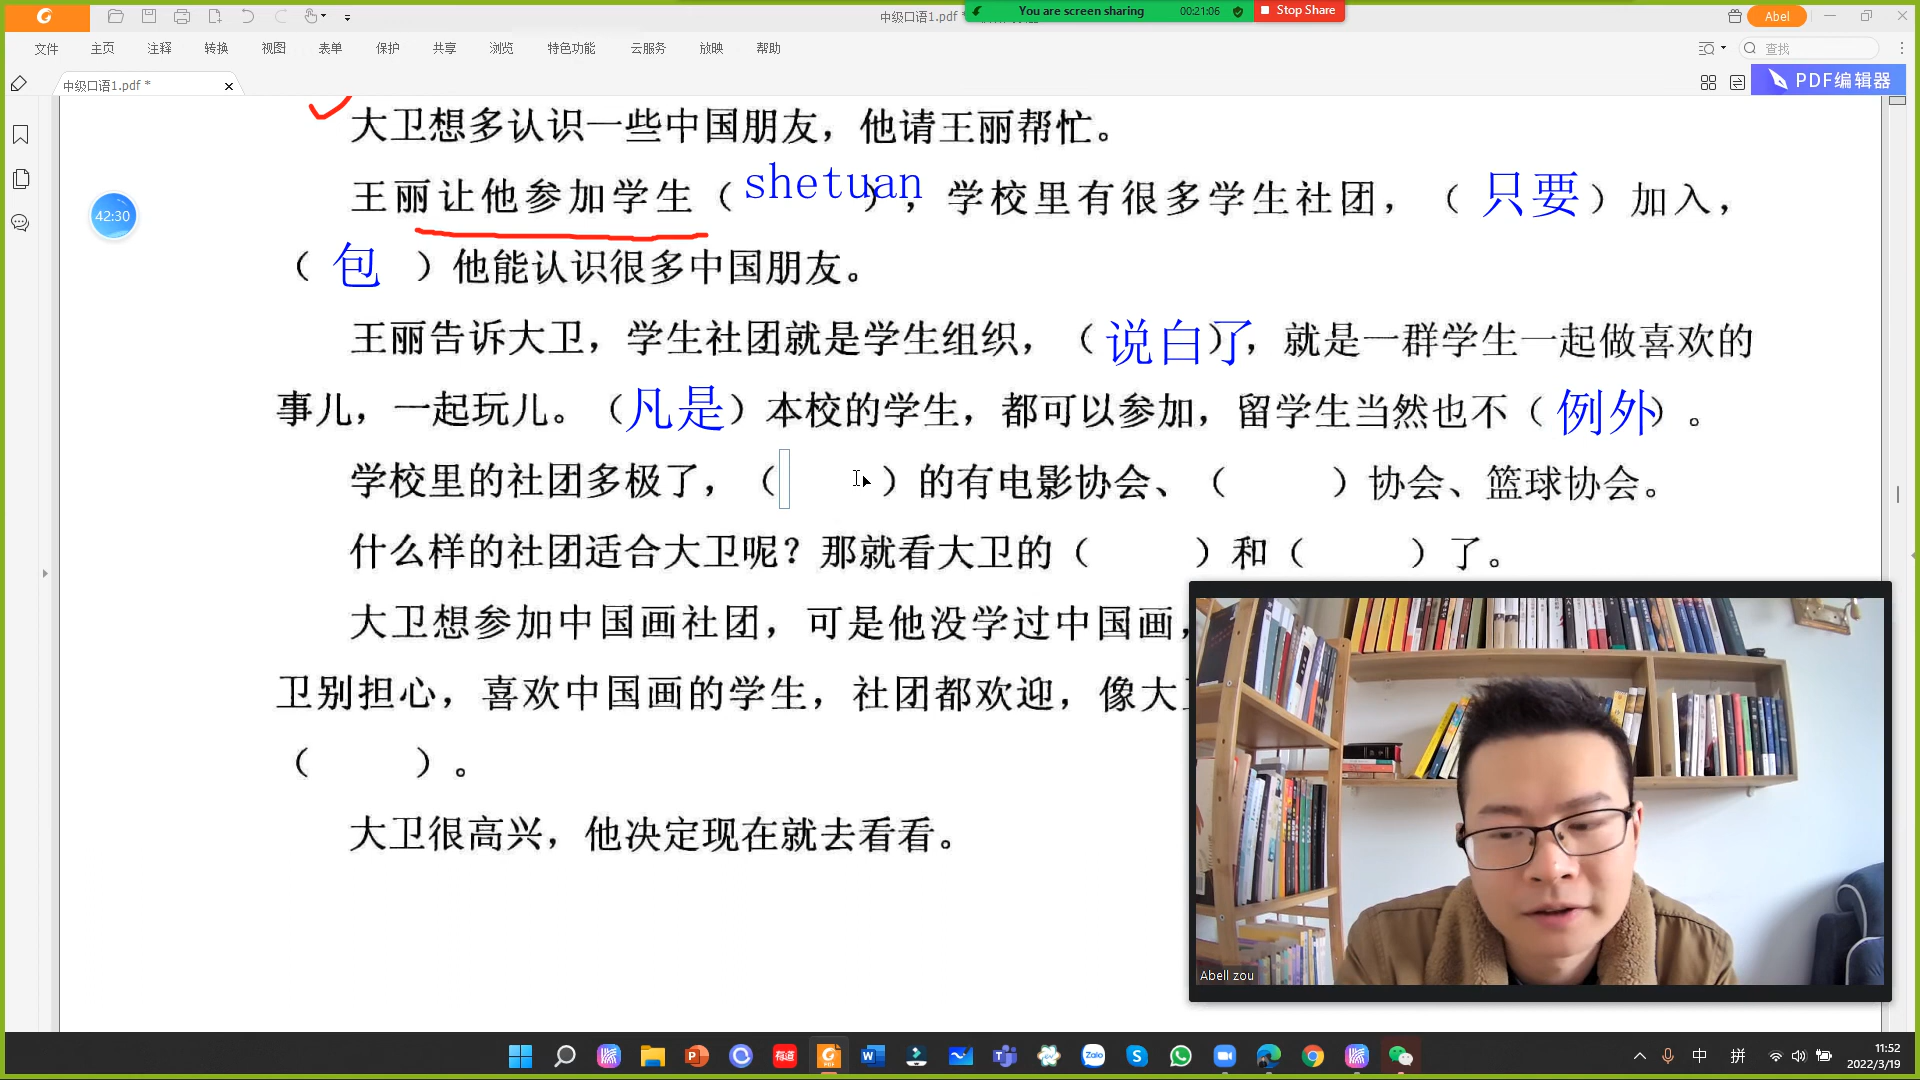 You are screen sharing 00:21:06 Stop Share
中级口语1.pdf *
Abel
文件 主页 注释 转换 视图 表单 保护 共享 浏览 特色功能 云服务 放映 帮助
查找
中级口语1.pdf *
PDF编辑器
大卫想多认识一些中国朋友，他请王丽帮忙。
42:30
王丽让他参加学生（shetuan），学校里有很多学生社团，（只要）加入，
（包）他能认识很多中国朋友。
王丽告诉大卫，学生社团就是学生组织，（说白了），就是一群学生一起做喜欢的
事儿，一起玩儿。（凡是）本校的学生，都可以参加，留学生当然也不（例外）。
学校里的社团多极了，（ ）的有电影协会、（ ）协会、篮球协会。
什么样的社团适合大卫呢？那就看大卫的（ ）和（ ）了。
大卫想参加中国画社团，可是他没学过中国画，
卫别担心，喜欢中国画的学生，社团都欢迎，像大
（ ）。
大卫很高兴，他决定现在就去看看。
Abell zou
有道
Zalo
中 拼
11:52
2022/3/19